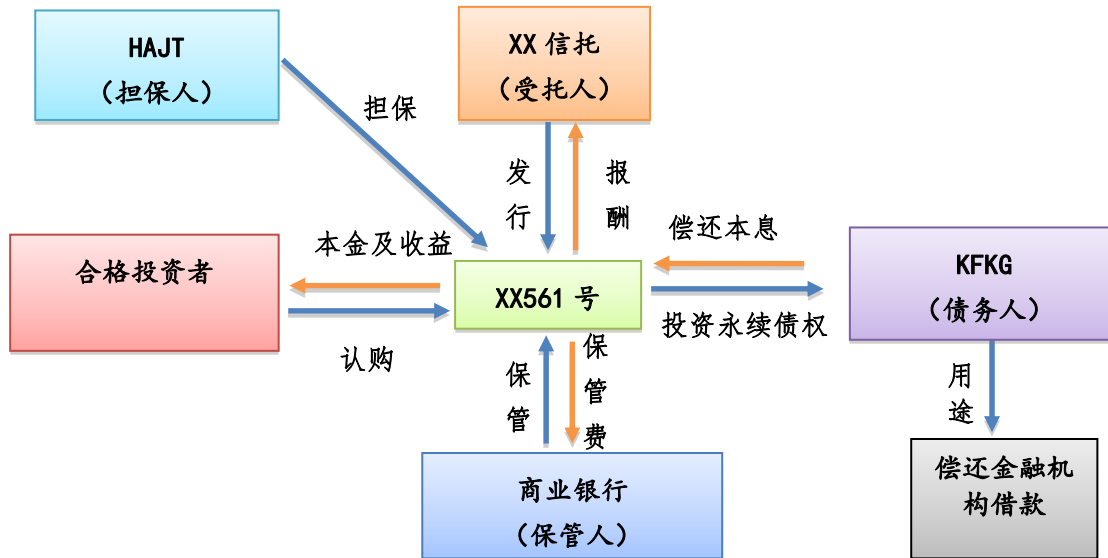 HAJT
（担保人）
XX 信托
（受托人）
担保
发行
报酬
本金及收益
偿还本息
合格投资者
XX561 号
KFKG
（债务人）
认购
投资永续债权
保管
保管费
用途
商业银行
（保管人）
偿还金融机
构借款